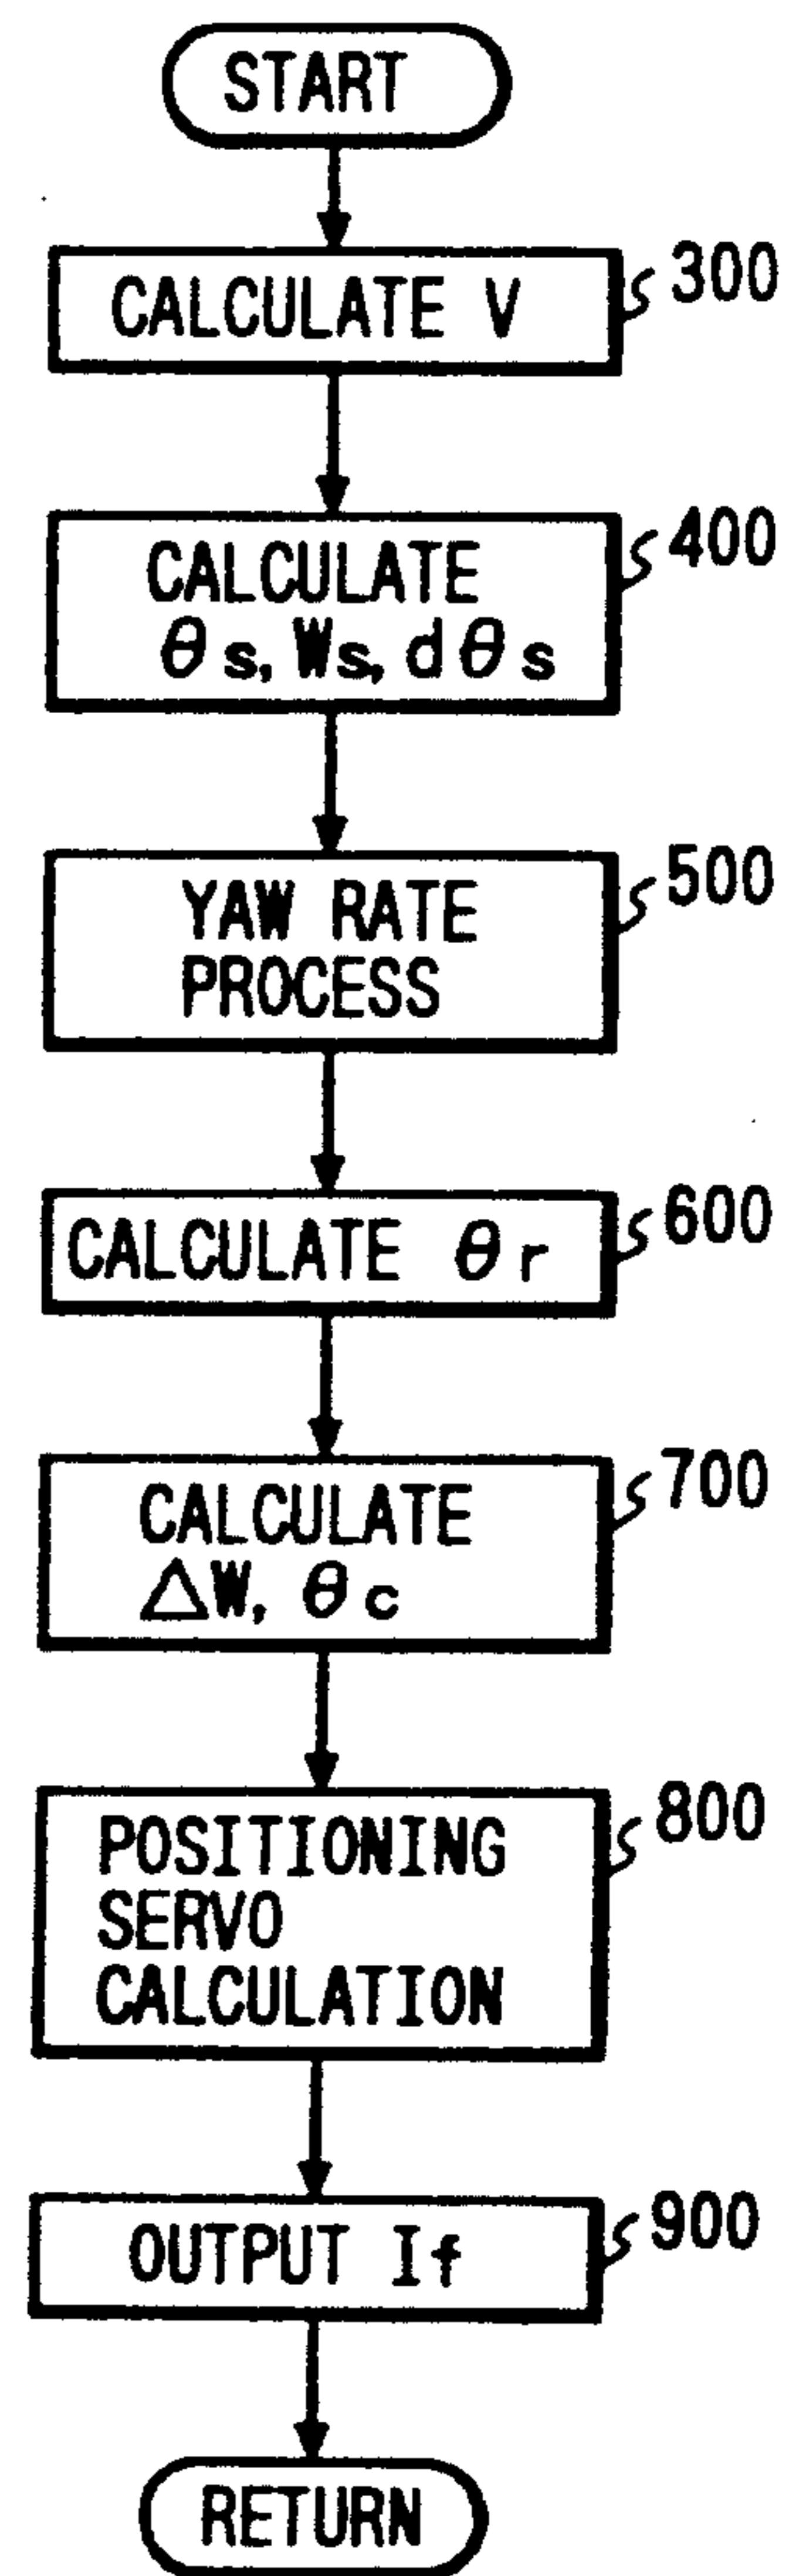 START
CALCULATE V
300
CALCULATE
θs, Ws, dθs
400
YAW RATE
PROCESS
500
CALCULATE θr
600
CALCULATE
△W, θc
700
POSITIONING
SERVO
CALCULATION
800
OUTPUT If
900
RETURN